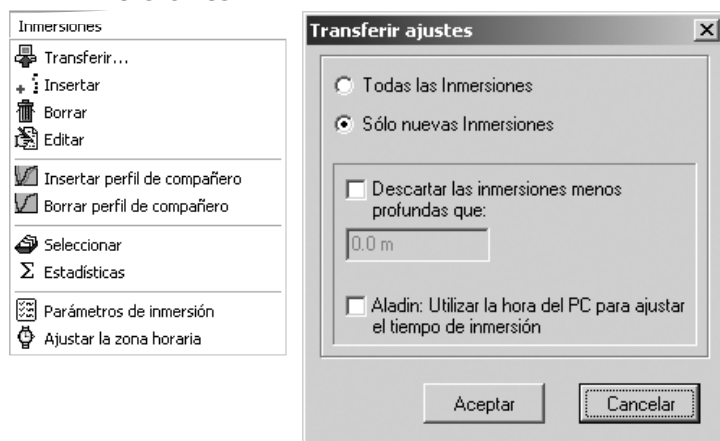 Inmersiones
Transferir...
Insertar
Borrar
Editar
Insertar perfil de compañero
Borrar perfil de compañero
Seleccionar
Σ Estadísticas
Parámetros de inmersión
Ajustar la zona horaria
Transferir ajustes
Todas las Inmersiones
Sólo nuevas Inmersiones
Descartar las inmersiones menos
profundas que:
0.0 m
Aladin: Utilizar la hora del PC para ajustar
el tiempo de inmersión
Aceptar
Cancelar